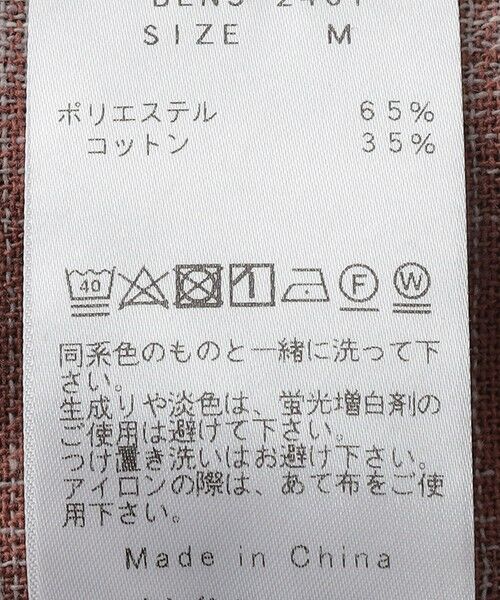 SIZE M
ポリエステル 65%
コットン 35%
40
F
W
同系色のものと一緒に洗って下
さい。
生成りや淡色は、蛍光増白剤の
ご使用は避けて下さい。
つけ置き洗いはお避け下さい。
アイロンの際は、あて布をご使
用下さい。
Made in China